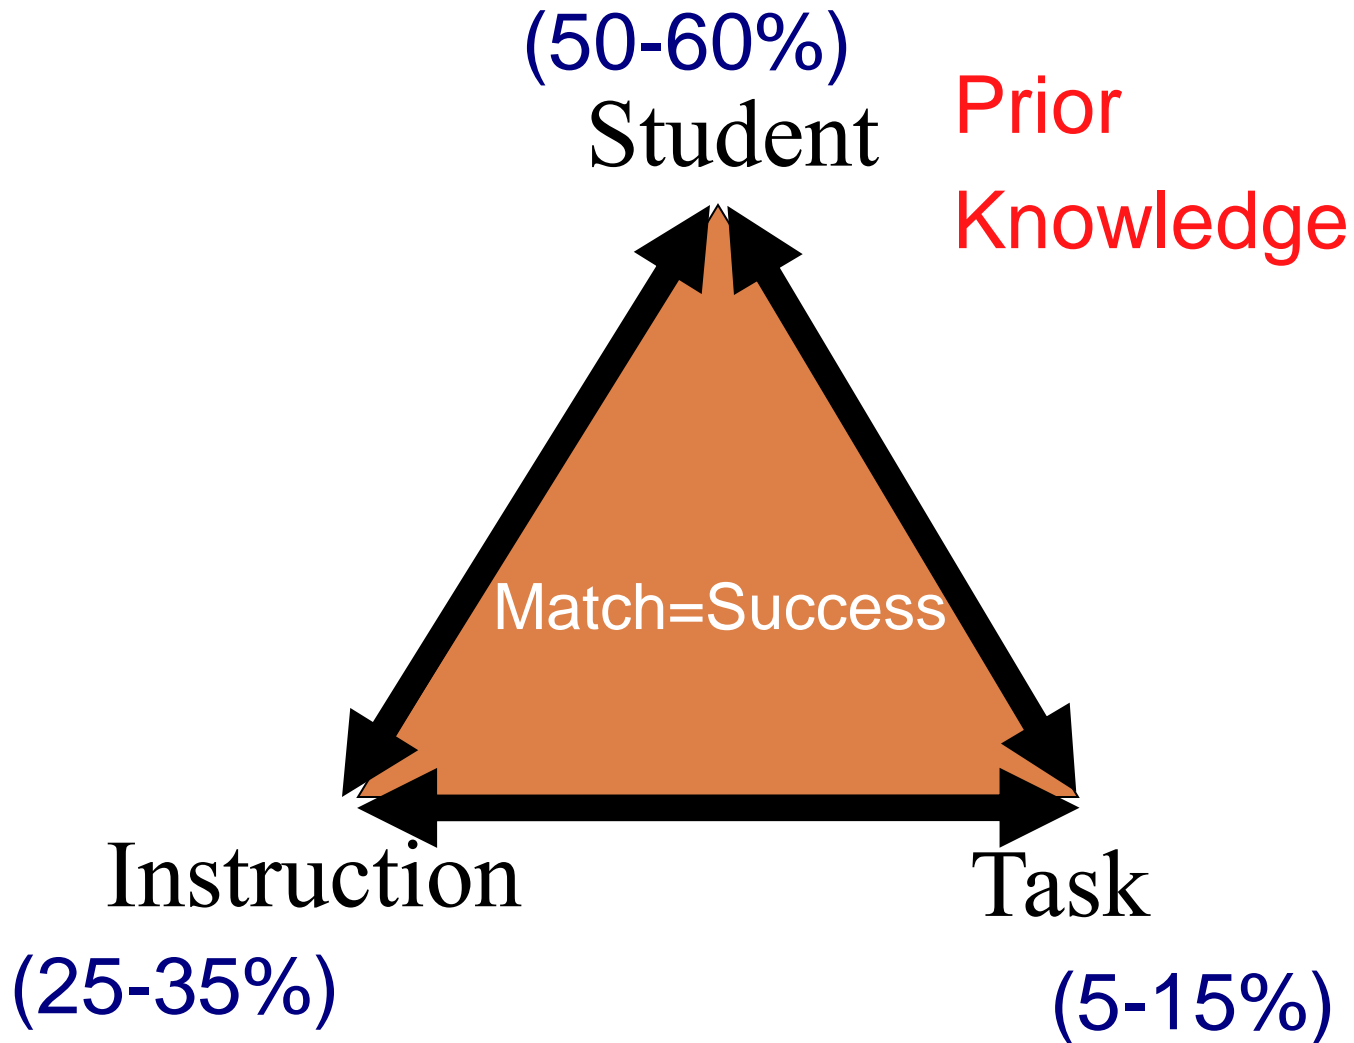 (50-60%)
Student
Prior
Knowledge
Match=Success
Instruction
Task
(25-35%)
(5-15%)